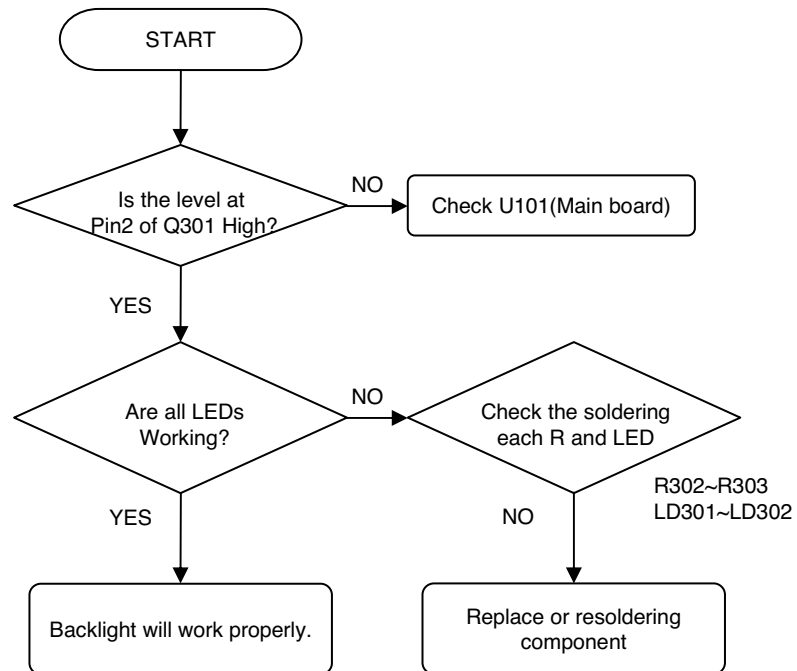 START
Is the level at
Pin2 of Q301 High?
NO
Check U101(Main board)
YES
Are all LEDs
Working?
NO
Check the soldering
each R and LED
R302~R303
LD301~LD302
YES
NO
Backlight will work properly.
Replace or resoldering
component